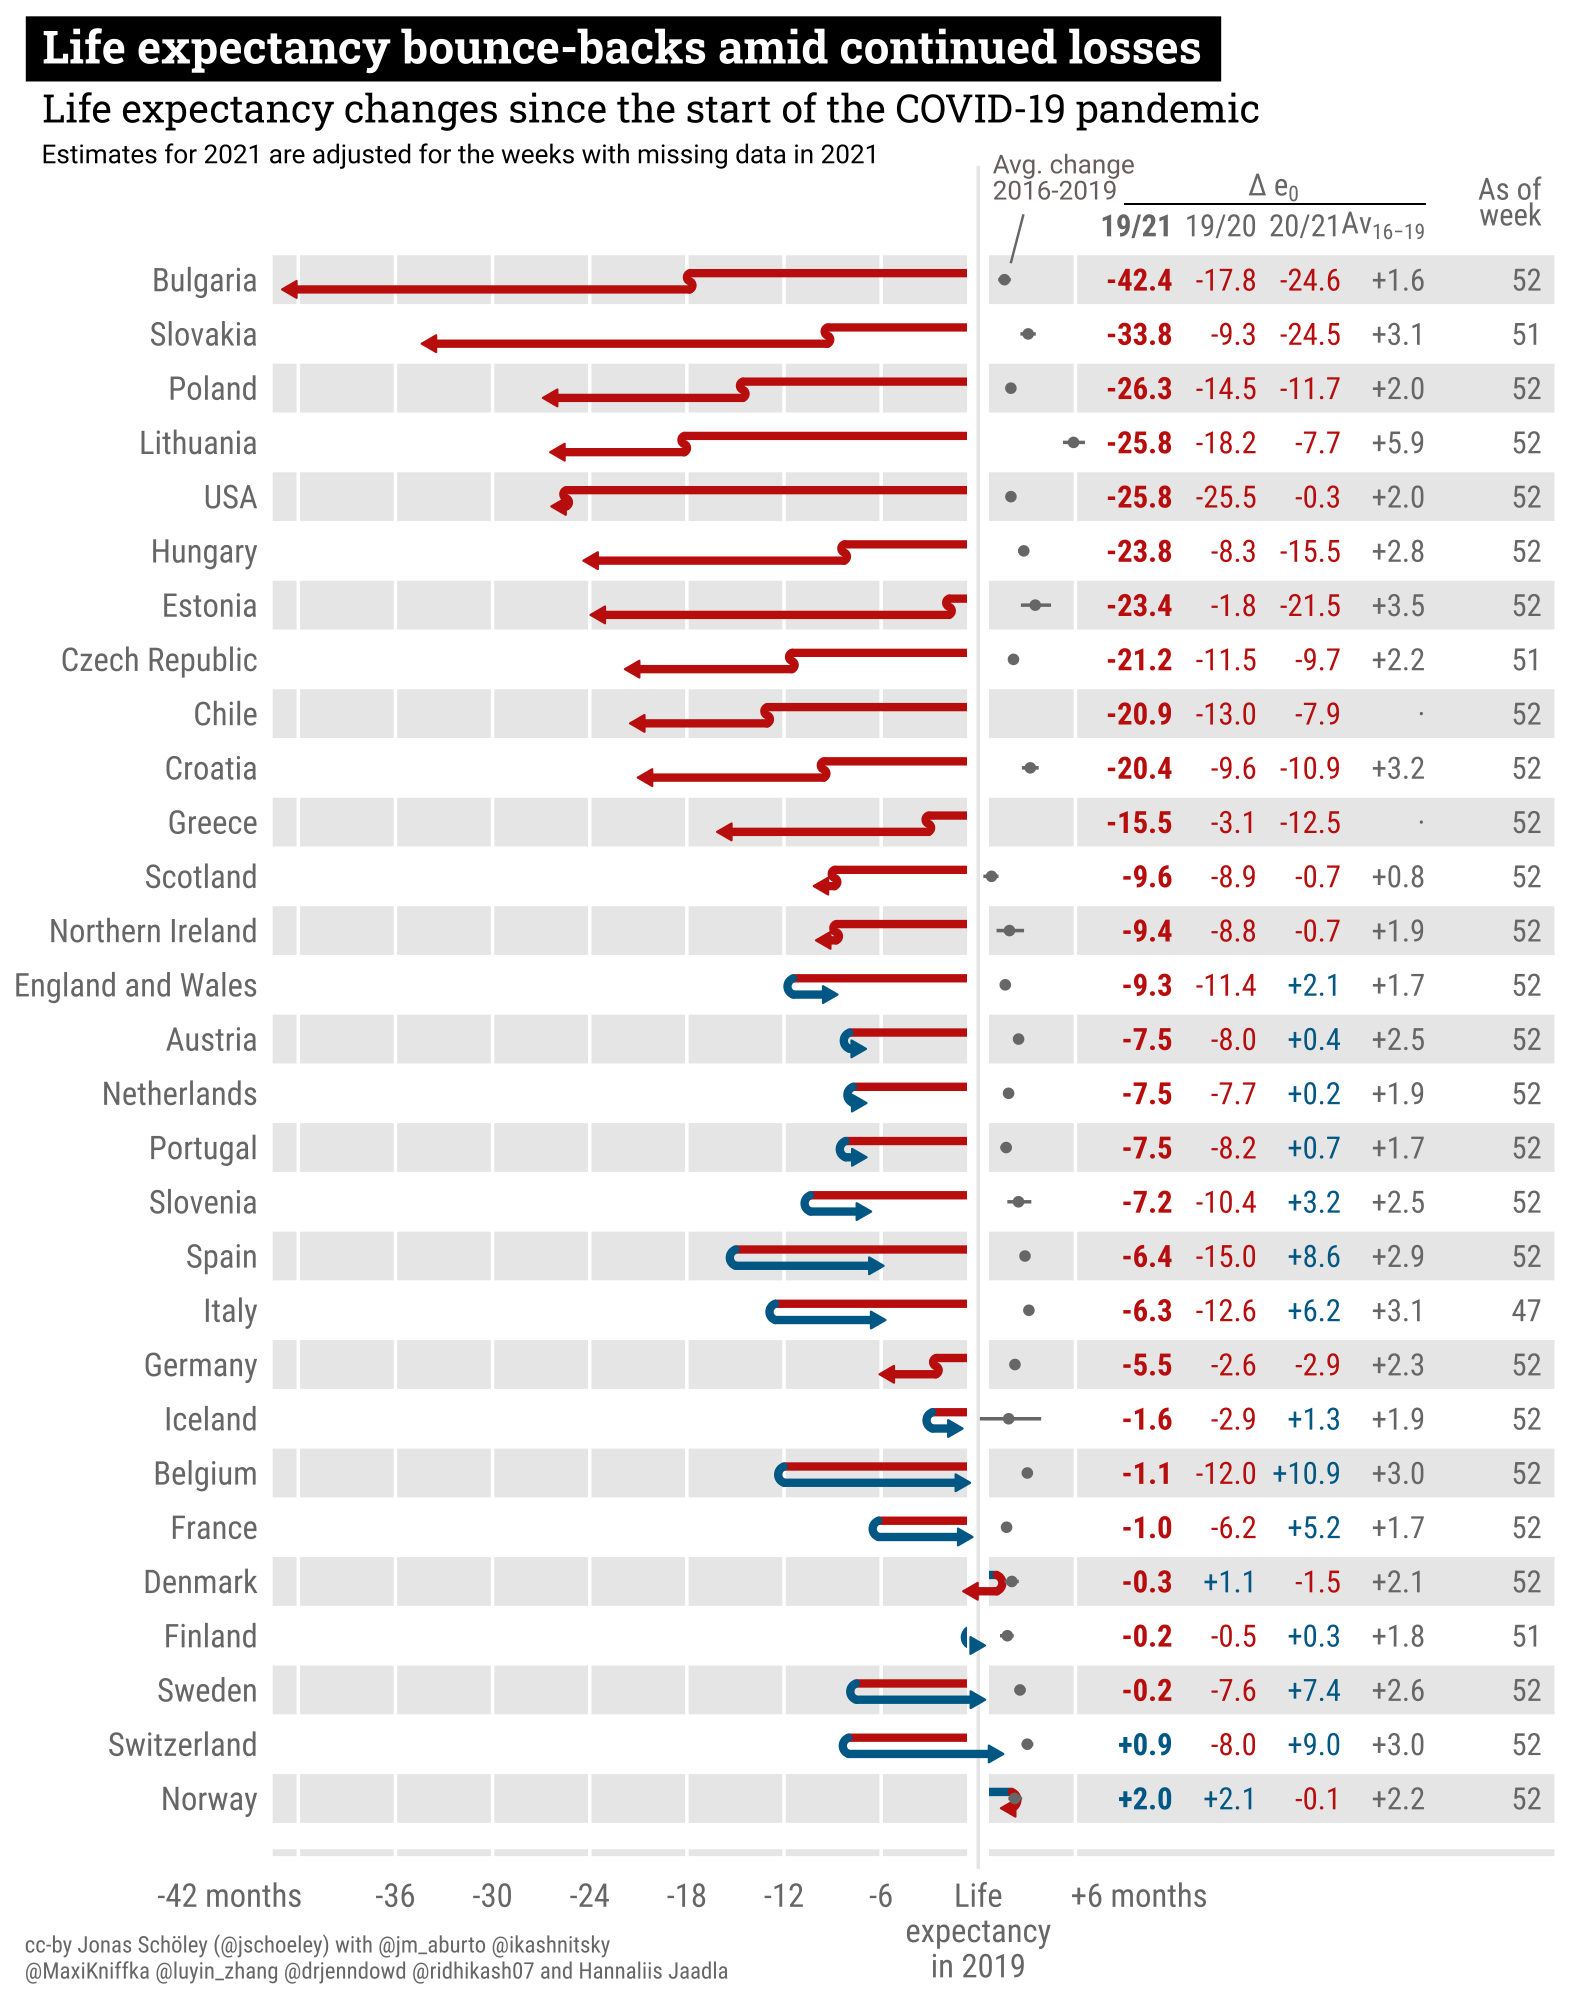 Life expectancy bounce-backs amid continued losses
Life expectancy changes since the start of the COVID-19 pandemic
Estimates for 2021 are adjusted for the weeks with missing data in 2021
Avg. change
2016-2019
Δ e0
As of
week
19/21 19/20 20/21 Av16–19
Bulgaria -42.4 -17.8 -24.6 +1.6 52
Slovakia -33.8 -9.3 -24.5 +3.1 51
Poland -26.3 -14.5 -11.7 +2.0 52
Lithuania -25.8 -18.2 -7.7 +5.9 52
USA -25.8 -25.5 -0.3 +2.0 52
Hungary -23.8 -8.3 -15.5 +2.8 52
Estonia -23.4 -1.8 -21.5 +3.5 52
Czech Republic -21.2 -11.5 -9.7 +2.2 51
Chile -20.9 -13.0 -7.9 · 52
Croatia -20.4 -9.6 -10.9 +3.2 52
Greece -15.5 -3.1 -12.5 · 52
Scotland -9.6 -8.9 -0.7 +0.8 52
Northern Ireland -9.4 -8.8 -0.7 +1.9 52
England and Wales -9.3 -11.4 +2.1 +1.7 52
Austria -7.5 -8.0 +0.4 +2.5 52
Netherlands -7.5 -7.7 +0.2 +1.9 52
Portugal -7.5 -8.2 +0.7 +1.7 52
Slovenia -7.2 -10.4 +3.2 +2.5 52
Spain -6.4 -15.0 +8.6 +2.9 52
Italy -6.3 -12.6 +6.2 +3.1 47
Germany -5.5 -2.6 -2.9 +2.3 52
Iceland -1.6 -2.9 +1.3 +1.9 52
Belgium -1.1 -12.0 +10.9 +3.0 52
France -1.0 -6.2 +5.2 +1.7 52
Denmark -0.3 +1.1 -1.5 +2.1 52
Finland -0.2 -0.5 +0.3 +1.8 51
Sweden -0.2 -7.6 +7.4 +2.6 52
Switzerland +0.9 -8.0 +9.0 +3.0 52
Norway +2.0 +2.1 -0.1 +2.2 52
-42 months -36 -30 -24 -18 -12 -6 Life +6 months
expectancy
in 2019
cc-by Jonas Schöley (@jschoeley) with @jm_aburto @ikashnitsky
@MaxiKniffka @luyin_zhang @drjenndowd @ridhikash07 and Hannaliis Jaadla